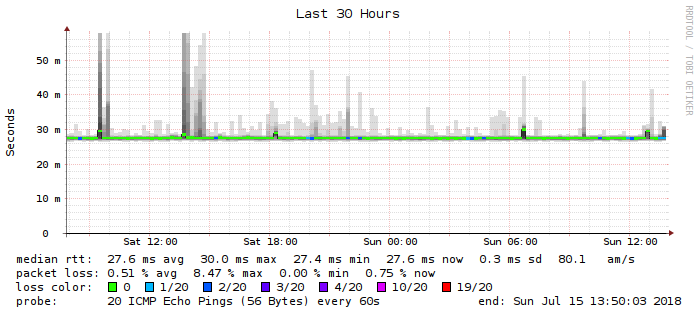 Last 30 Hours
RRDTOOL / TOBI OETIKER
Seconds
50 m
40 m
30 m
20 m
10 m
0
Sat 12:00 Sat 18:00 Sun 00:00 Sun 06:00 Sun 12:00
median rtt: 27.6 ms avg 30.0 ms max 27.4 ms min 27.6 ms now 0.3 ms sd 80.1 am/s
packet loss: 0.51 % avg 8.47 % max 0.00 % min 0.75 % now
loss color: 0 1/20 2/20 3/20 4/20 10/20 19/20
probe: 20 ICMP Echo Pings (56 Bytes) every 60s end: Sun Jul 15 13:50:03 2018